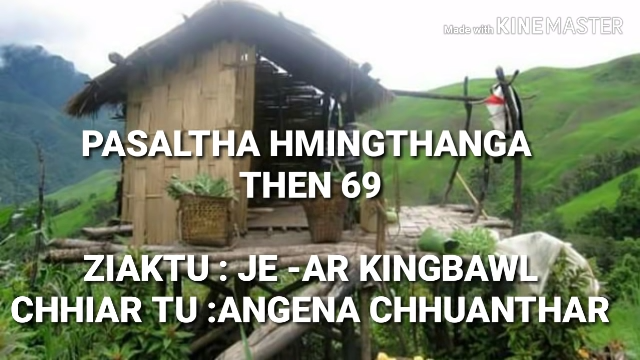 Made with KINEMASTER
PASALTHA HMINGTHANGA
THEN 69
ZIAKTU : JE -AR KINGBAWL
CHHIAR TU :ANGENA CHHUANTHAR